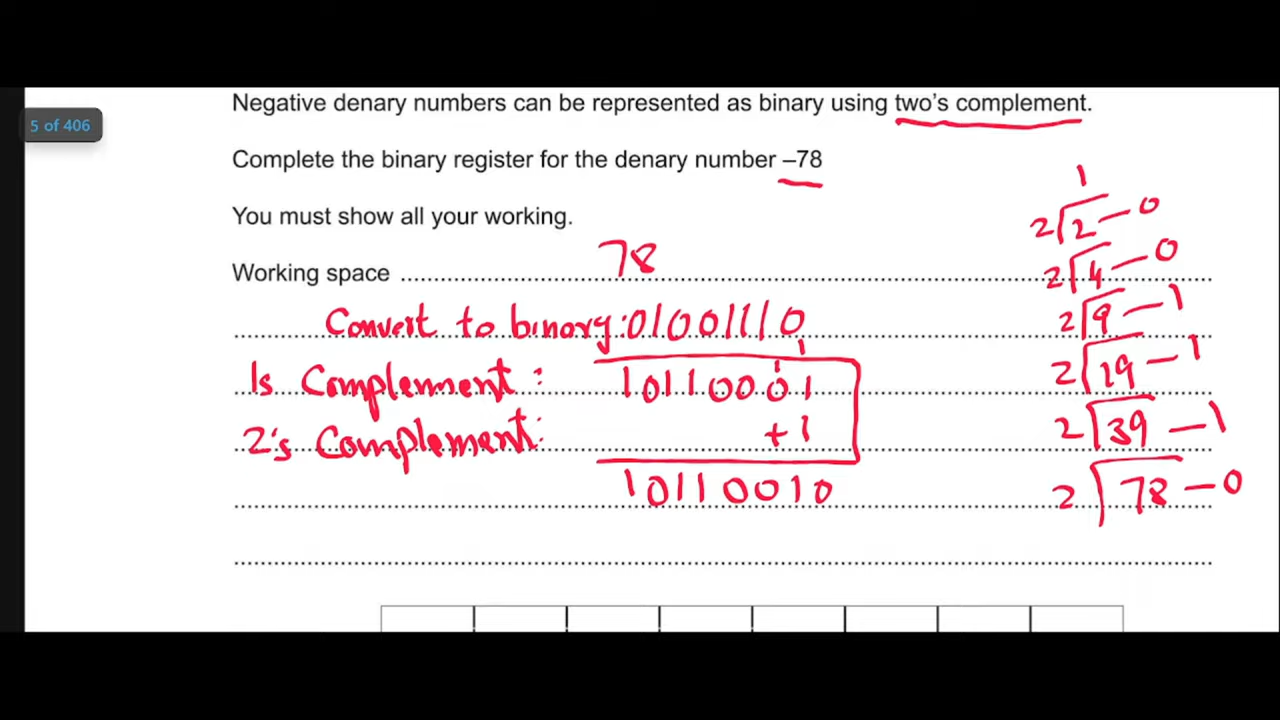 Negative denary numbers can be represented as binary using two's complement.
5 of 406
Complete the binary register for the denary number –78
You must show all your working.
Working space 78
Convert to binary: 01001110
1s Complement: 10110001
1 1
2's Complement: +1
10110010
1
2 2 – 0
2 4 – 0
2 9 – 1
2 19 – 1
2 39 – 1
2 78 – 0